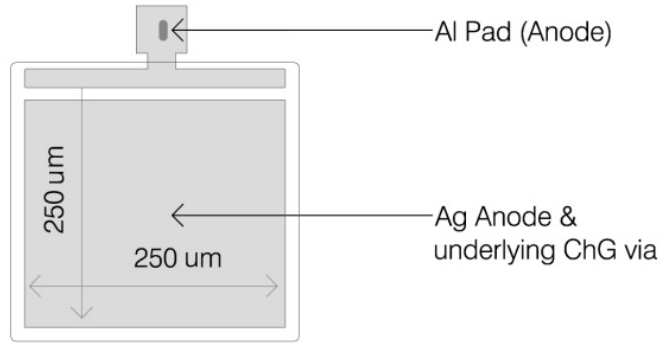 Al Pad (Anode)
250 um
Ag Anode &
underlying ChG via
250 um